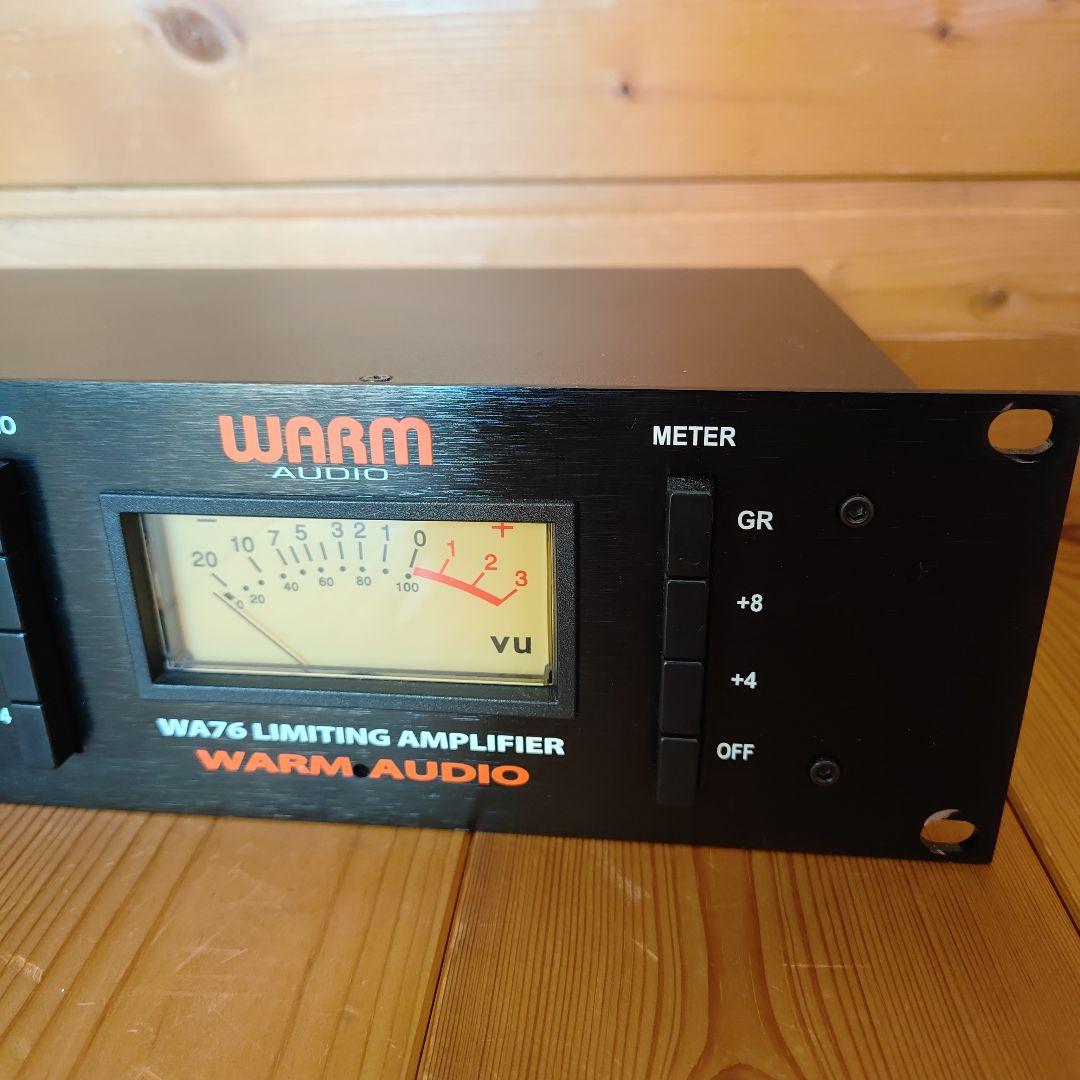 WARM
AUDIO
METER
GR
+8
+4
OFF
- +
20 10 7 5 3 2 1 0 1 2 3
0 20 40 60 80 100
vu
WA76 LIMITING AMPLIFIER
WARM AUDIO
4